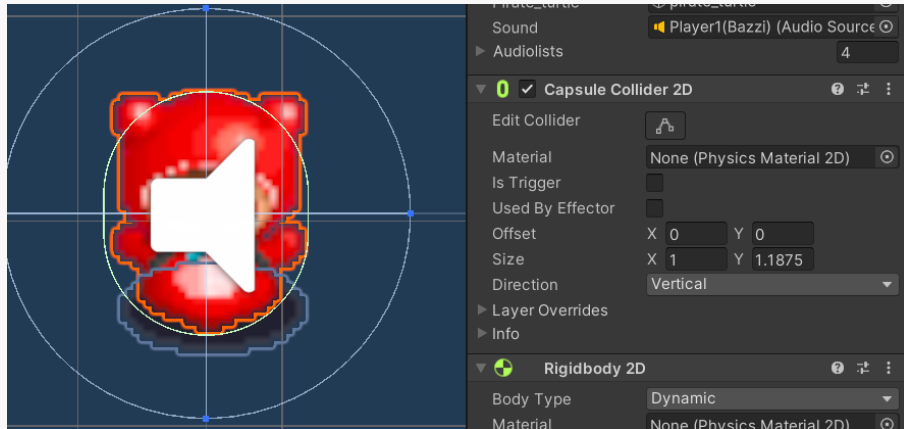 Pirate_turtle pirate_turtle
Sound Player1(Bazzi) (Audio Source
Audiolists 4
Capsule Collider 2D
Edit Collider
Material None (Physics Material 2D)
Is Trigger
Used By Effector
Offset X 0 Y 0
Size X 1 Y 1.1875
Direction Vertical
Layer Overrides
Info
Rigidbody 2D
Body Type Dynamic
Material None (Physics Material 2D)